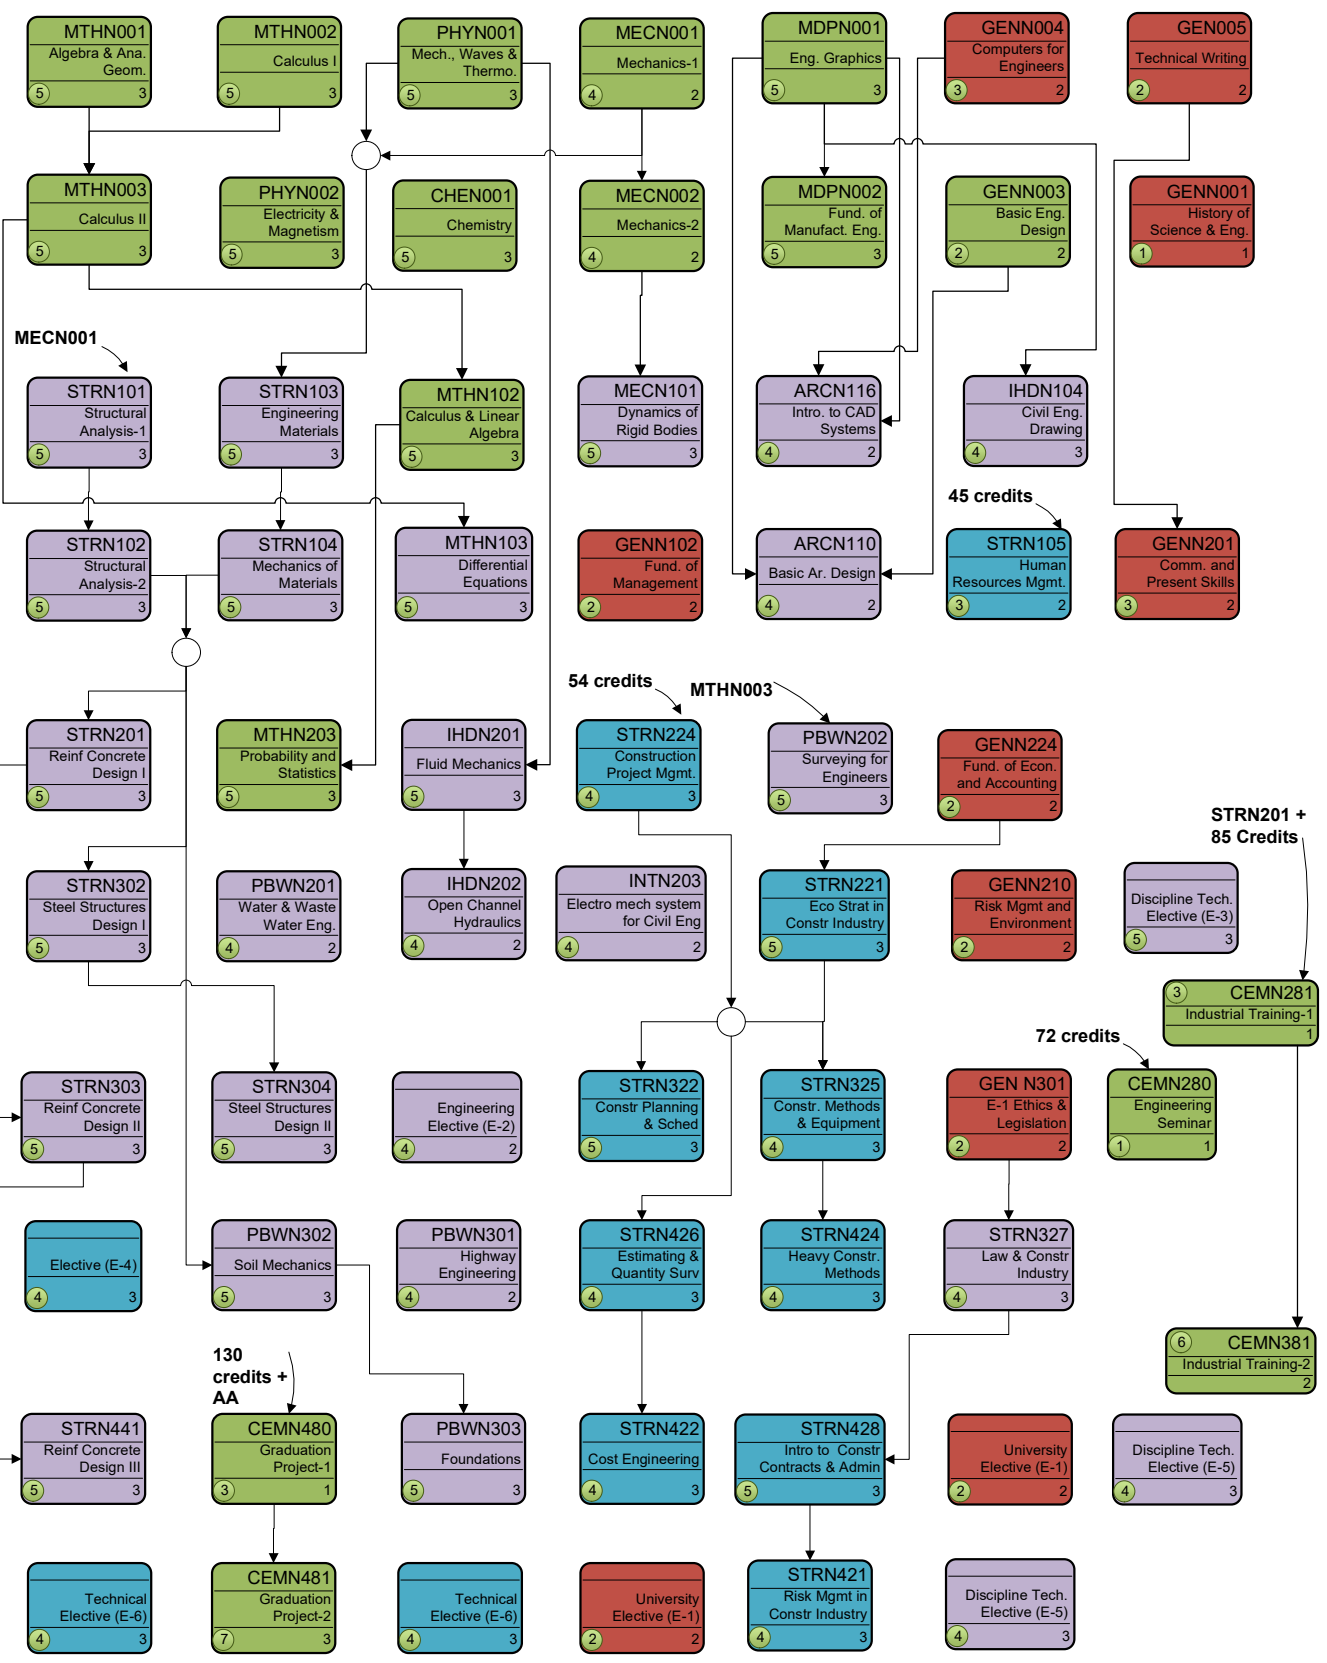 MTHN001
Algebra & Ana.
Geom.
5 3
MTHN002
Calculus I
5 3
PHYN001
Mech., Waves &
Thermo.
5 3
MECN001
Mechanics-1
4 2
MDPN001
Eng. Graphics
5 3
GENN004
Computers for
Engineers
3 2
GEN005
Technical Writing
2 2
MTHN003
Calculus II
5 3
PHYN002
Electricity &
Magnetism
5 3
CHEN001
Chemistry
5 3
MECN002
Mechanics-2
4 2
MDPN002
Fund. of
Manufact. Eng.
5 3
GENN003
Basic Eng.
Design
2 2
GENN001
History of
Science & Eng.
1 1
MECN001
STRN101
Structural
Analysis-1
5 3
STRN103
Engineering
Materials
5 3
MTHN102
Calculus & Linear
Algebra
5 3
MECN101
Dynamics of
Rigid Bodies
5 3
ARCN116
Intro. to CAD
Systems
4 2
IHDN104
Civil Eng.
Drawing
4 3
45 credits
STRN102
Structural
Analysis-2
5 3
STRN104
Mechanics of
Materials
5 3
MTHN103
Differential
Equations
5 3
GENN102
Fund. of
Management
2 2
ARCN110
Basic Ar. Design
4 2
STRN105
Human
Resources Mgmt.
3 2
GENN201
Comm. and
Present Skills
3 2
54 credits
MTHN003
STRN201
Reinf Concrete
Design I
5 3
MTHN203
Probability and
Statistics
5 3
IHDN201
Fluid Mechanics
5 3
STRN224
Construction
Project Mgmt.
4 3
PBWN202
Surveying for
Engineers
5 3
GENN224
Fund. of Econ.
and Accounting
2 2
STRN201 +
85 Credits
STRN302
Steel Structures
Design I
5 3
PBWN201
Water & Waste
Water Eng.
4 2
IHDN202
Open Channel
Hydraulics
4 2
INTN203
Electro mech system
for Civil Eng
4 2
STRN221
Eco Strat in
Constr Industry
5 3
GENN210
Risk Mgmt and
Environment
2 2
Discipline Tech.
Elective (E-3)
5 3
3 CEMN281
Industrial Training-1
1
72 credits
STRN303
Reinf Concrete
Design II
5 3
STRN304
Steel Structures
Design II
5 3
Engineering
Elective (E-2)
4 2
STRN322
Constr Planning
& Sched
5 3
STRN325
Constr. Methods
& Equipment
4 3
GEN N301
E-1 Ethics &
Legislation
2 2
CEMN280
Engineering
Seminar
1 1
Elective (E-4)
4 3
PBWN302
Soil Mechanics
5 3
PBWN301
Highway
Engineering
4 2
STRN426
Estimating &
Quantity Surv
4 3
STRN424
Heavy Constr.
Methods
4 3
STRN327
Law & Constr
Industry
4 3
6 CEMN381
Industrial Training-2
2
130
credits +
AA
STRN441
Reinf Concrete
Design III
5 3
CEMN480
Graduation
Project-1
3 1
PBWN303
Foundations
5 3
STRN422
Cost Engineering
4 3
STRN428
Intro to Constr
Contracts & Admin
5 3
University
Elective (E-1)
2 2
Discipline Tech.
Elective (E-5)
4 3
Technical
Elective (E-6)
4 3
CEMN481
Graduation
Project-2
7 3
Technical
Elective (E-6)
4 3
University
Elective (E-1)
2 2
STRN421
Risk Mgmt in
Constr Industry
4 3
Discipline Tech.
Elective (E-5)
4 3